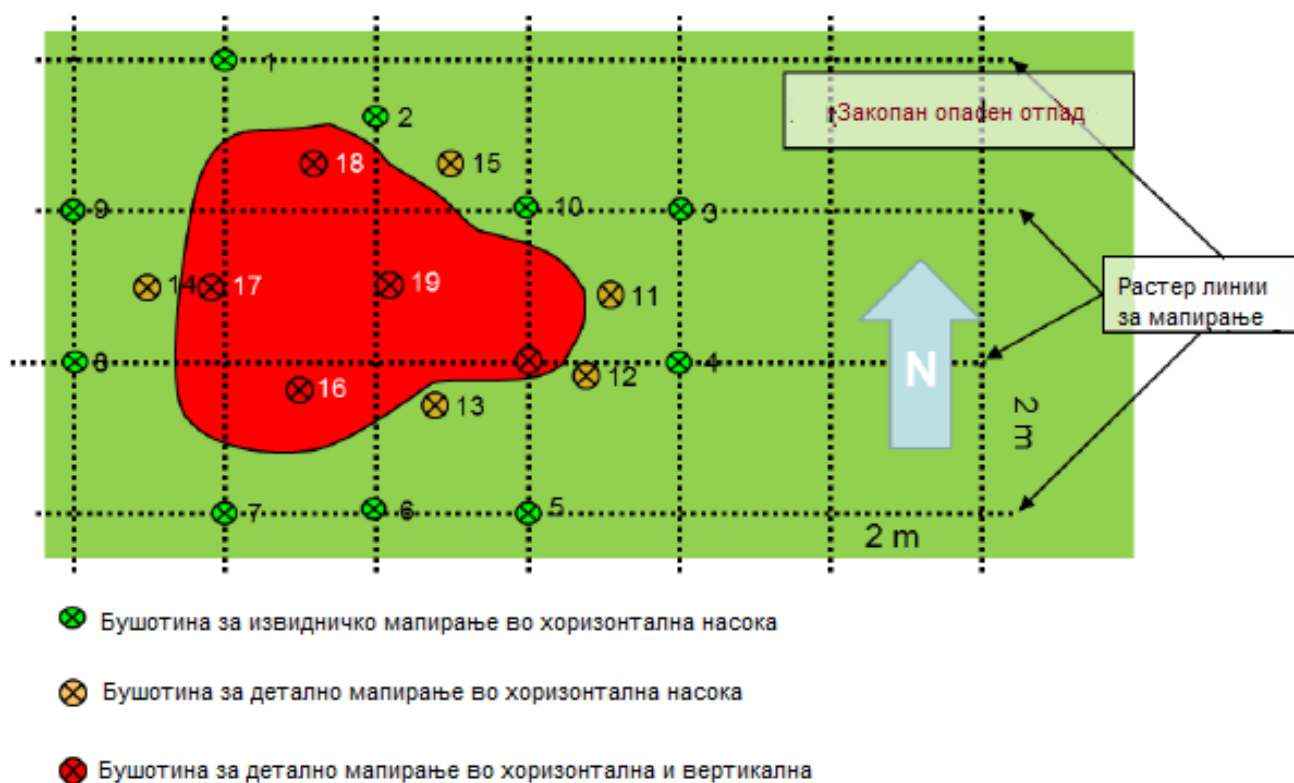 1
2
Закопан опасен отпад
18
15
9
10
3
14
17
19
11
Растер линии
за мапирање
8
16
12
4
N
13
2 m
7
6
5
2 m
Бушотина за извидничко мапирање во хоризонтална насока
Бушотина за детално мапирање во хоризонтална насока
Бушотина за детално мапирање во хоризонтална и вертикална